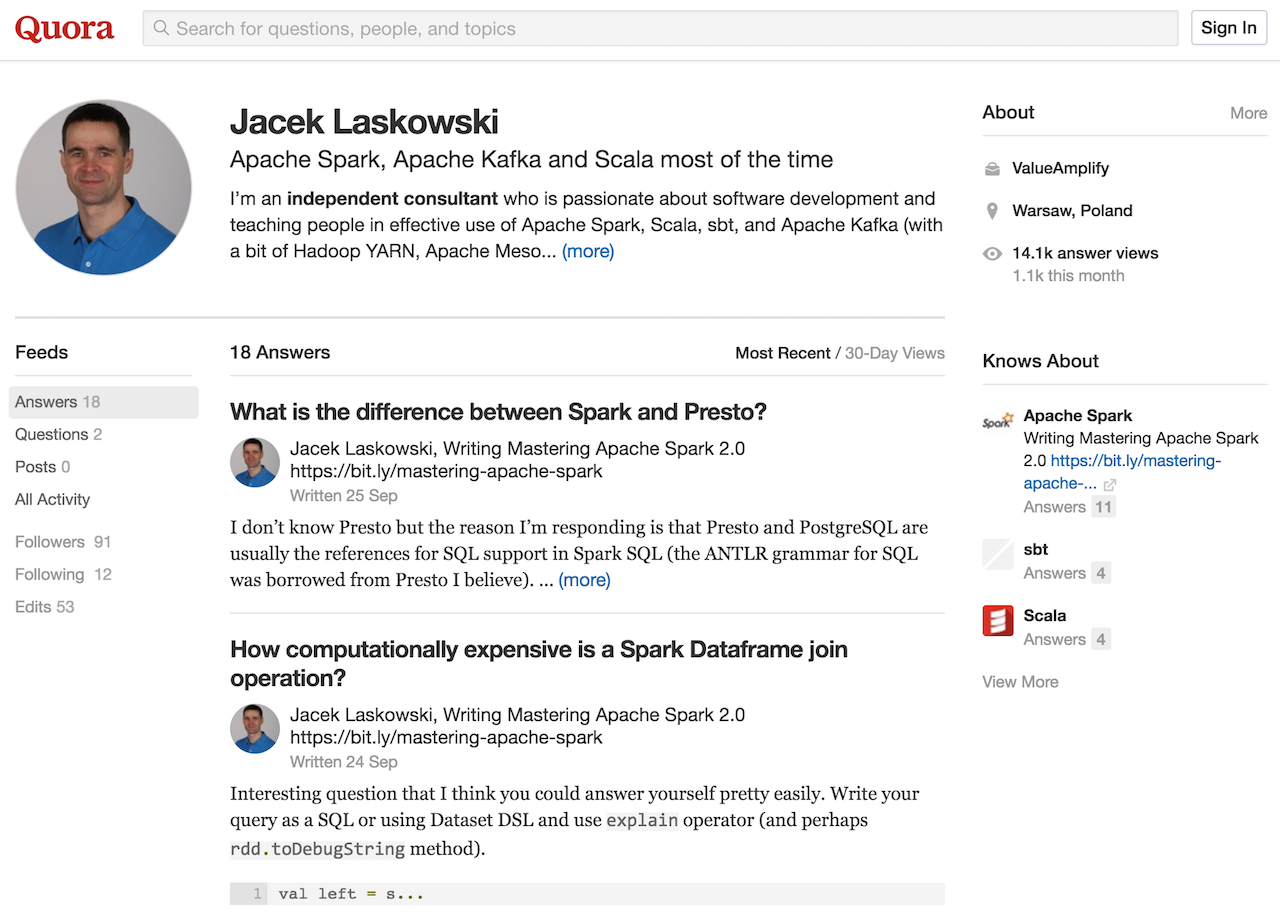 Quora
Search for questions, people, and topics
Sign In
Jacek Laskowski
Apache Spark, Apache Kafka and Scala most of the time
I’m an independent consultant who is passionate about software development and
teaching people in effective use of Apache Spark, Scala, sbt, and Apache Kafka (with
a bit of Hadoop YARN, Apache Meso... (more)
About
More
ValueAmplify
Warsaw, Poland
14.1k answer views
1.1k this month
Feeds
Answers 18
Questions 2
Posts 0
All Activity
Followers 91
Following 12
Edits 53
18 Answers
Most Recent / 30-Day Views
What is the difference between Spark and Presto?
Jacek Laskowski, Writing Mastering Apache Spark 2.0
https://bit.ly/mastering-apache-spark
Written 25 Sep
I don’t know Presto but the reason I’m responding is that Presto and PostgreSQL are
usually the references for SQL support in Spark SQL (the ANTLR grammar for SQL
was borrowed from Presto I believe). ... (more)
How computationally expensive is a Spark Dataframe join
operation?
Jacek Laskowski, Writing Mastering Apache Spark 2.0
https://bit.ly/mastering-apache-spark
Written 24 Sep
Interesting question that I think you could answer yourself pretty easily. Write your
query as a SQL or using Dataset DSL and use explain operator (and perhaps
rdd.toDebugString method).
1 val left = s...
Knows About
Spark
Apache Spark
Writing Mastering Apache Spark
2.0 https://bit.ly/mastering-
apache-...
Answers 11
sbt
Answers 4
Scala
Answers 4
View More